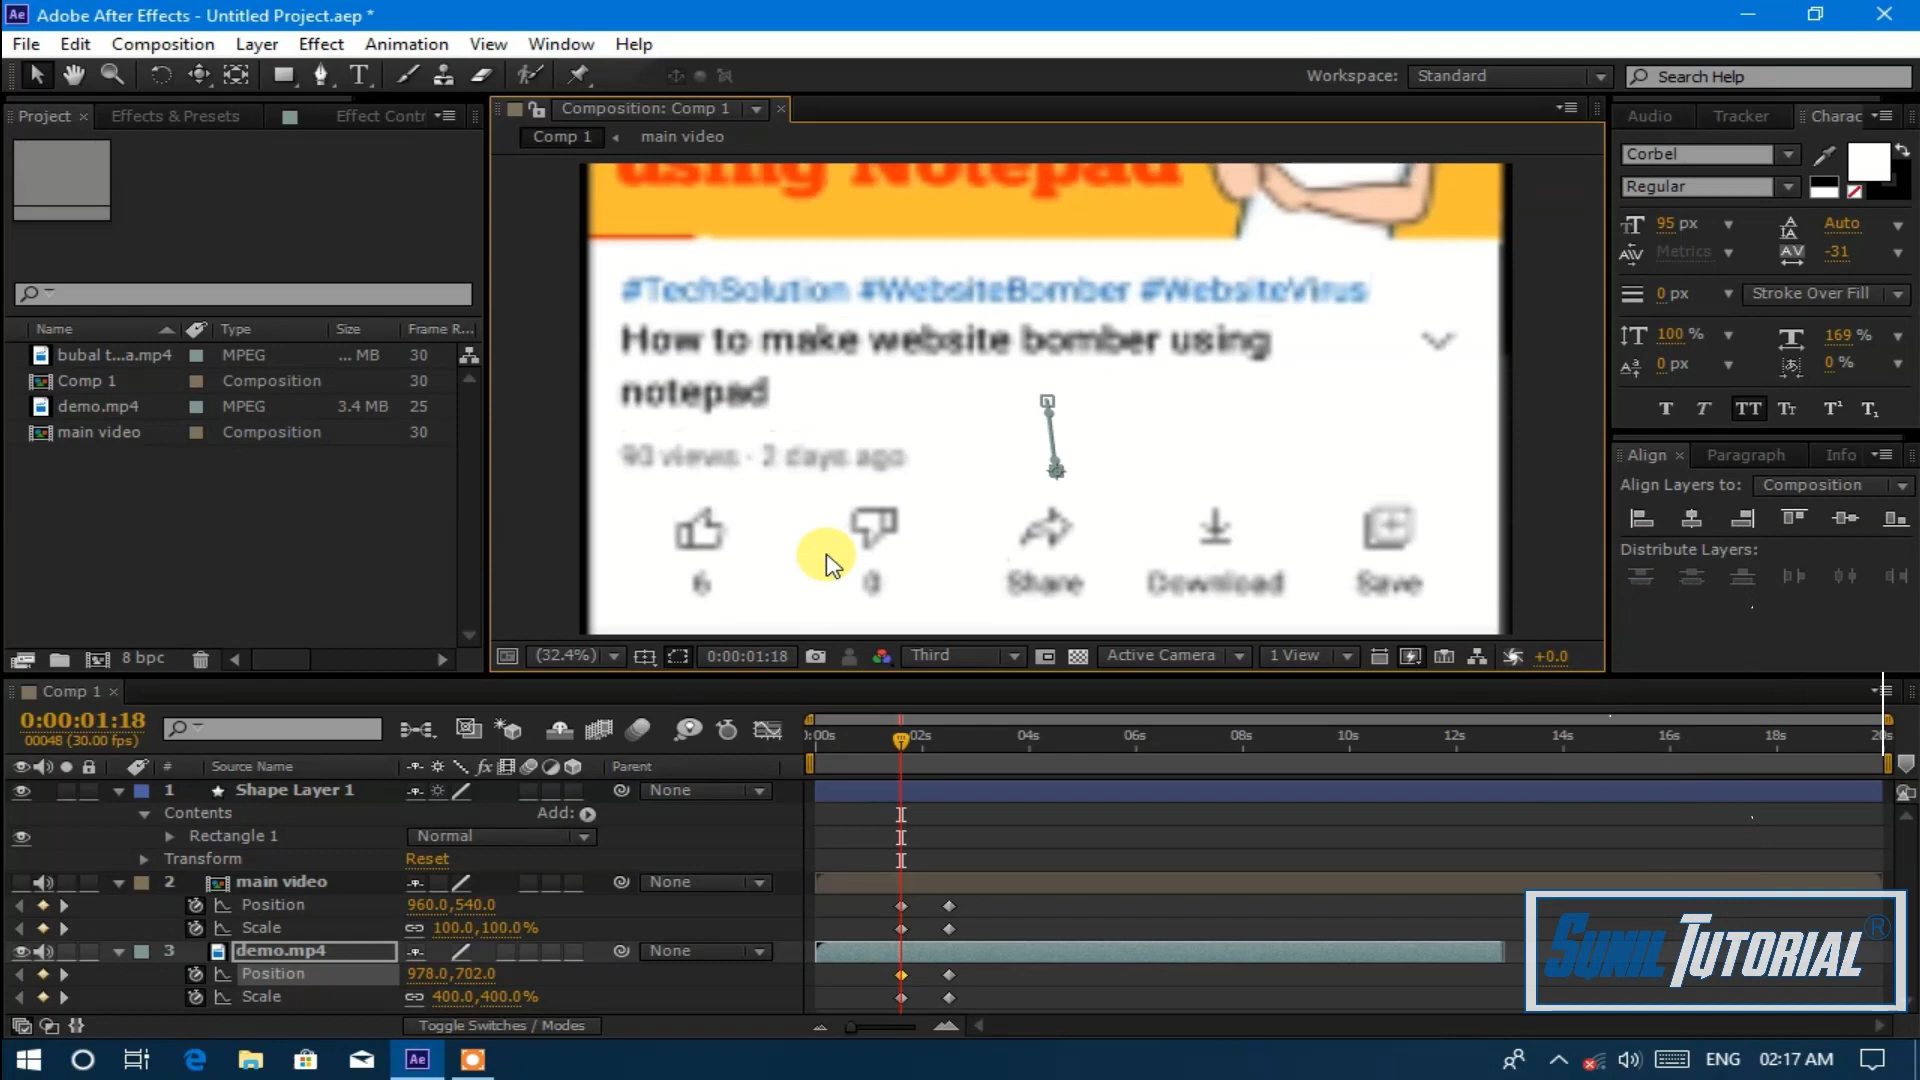 Adobe After Effects - Untitled Project.aep *
File Edit Composition Layer Effect Animation View Window Help
Workspace: Standard Search Help
Project Effects & Presets Effect Contr
Composition: Comp 1
Audio Tracker Charac
Comp 1 main video
Corbel
Regular
95 px Auto
Metrics -31
0 px Stroke Over Fill
100 % 169 %
0 px 0 %
T T TT Tт T¹ T₁
Name Type Size Frame R...
bubal t...a.mp4 MPEG ... MB 30
Comp 1 Composition 30
demo.mp4 MPEG 3.4 MB 25
main video Composition 30
using Notepad
#TechSolution #WebsiteBomber #WebsiteVirus
How to make website bomber using
notepad
90 views · 2 days ago
6 0 Share Download Save
Align Paragraph Info
Align Layers to: Composition
Distribute Layers:
8 bpc
(32.4%) 0:00:01:18 Third Active Camera 1 View +0.0
Comp 1
0:00:01:18
00048 (30.00 fps)
):00s 02s 04s 06s 08s 10s 12s 14s 16s 18s 20s
# Source Name fx Parent
1 Shape Layer 1 None
Contents Add:
Rectangle 1 Normal
Transform Reset
2 main video None
Position 960.0,540.0
Scale 100.0,100.0%
3 demo.mp4 None
Position 978.0,702.0
Scale 400.0,400.0%
Toggle Switches / Modes
SUNIL TUTORIAL®
Ae ENG 02:17 AM